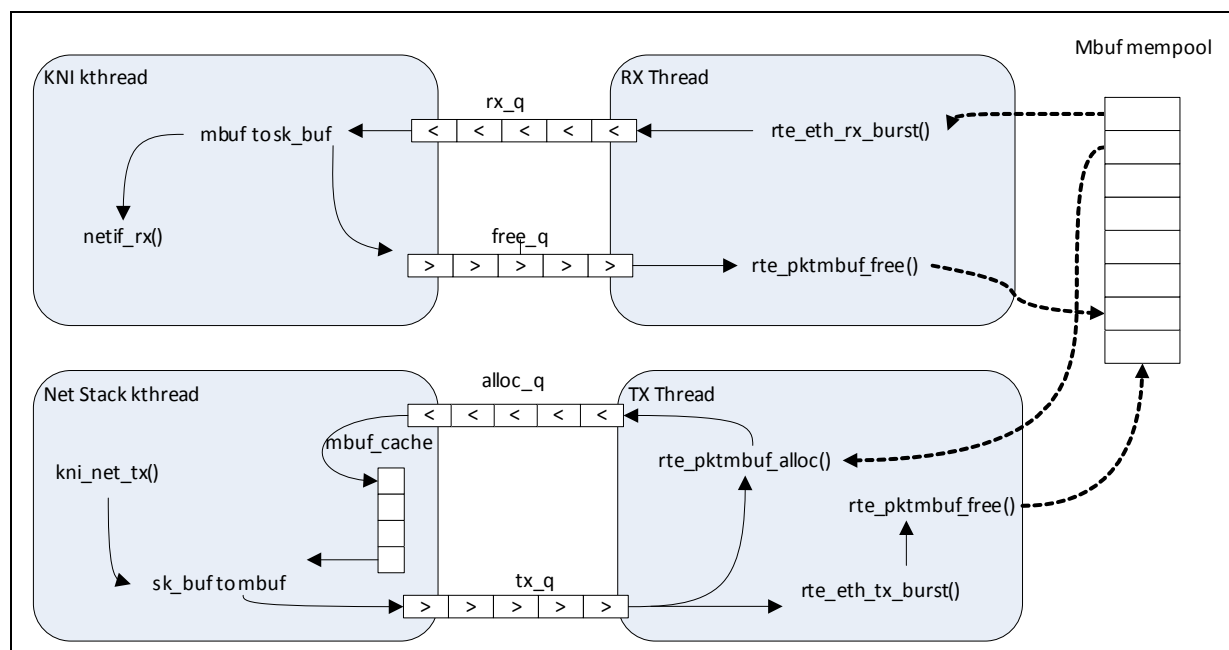 Mbuf mempool
KNI kthread
rx_q
RX Thread
< < < < <
mbuf to sk_buf
rte_eth_rx_burst()
netif_rx()
free_q
> > > > >
rte_pktmbuf_free()
Net Stack kthread
alloc_q
TX Thread
< < < < <
mbuf_cache
kni_net_tx()
rte_pktmbuf_alloc()
rte_pktmbuf_free()
sk_buf to mbuf
tx_q
rte_eth_tx_burst()
> > > > >